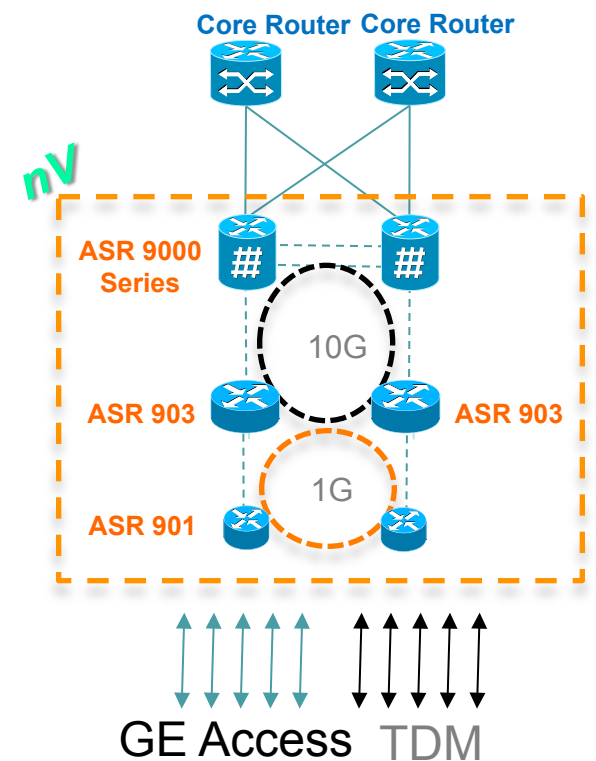 Core Router Core Router
nV
ASR 9000
Series
10G
ASR 903
ASR 903
1G
ASR 901
GE Access TDM